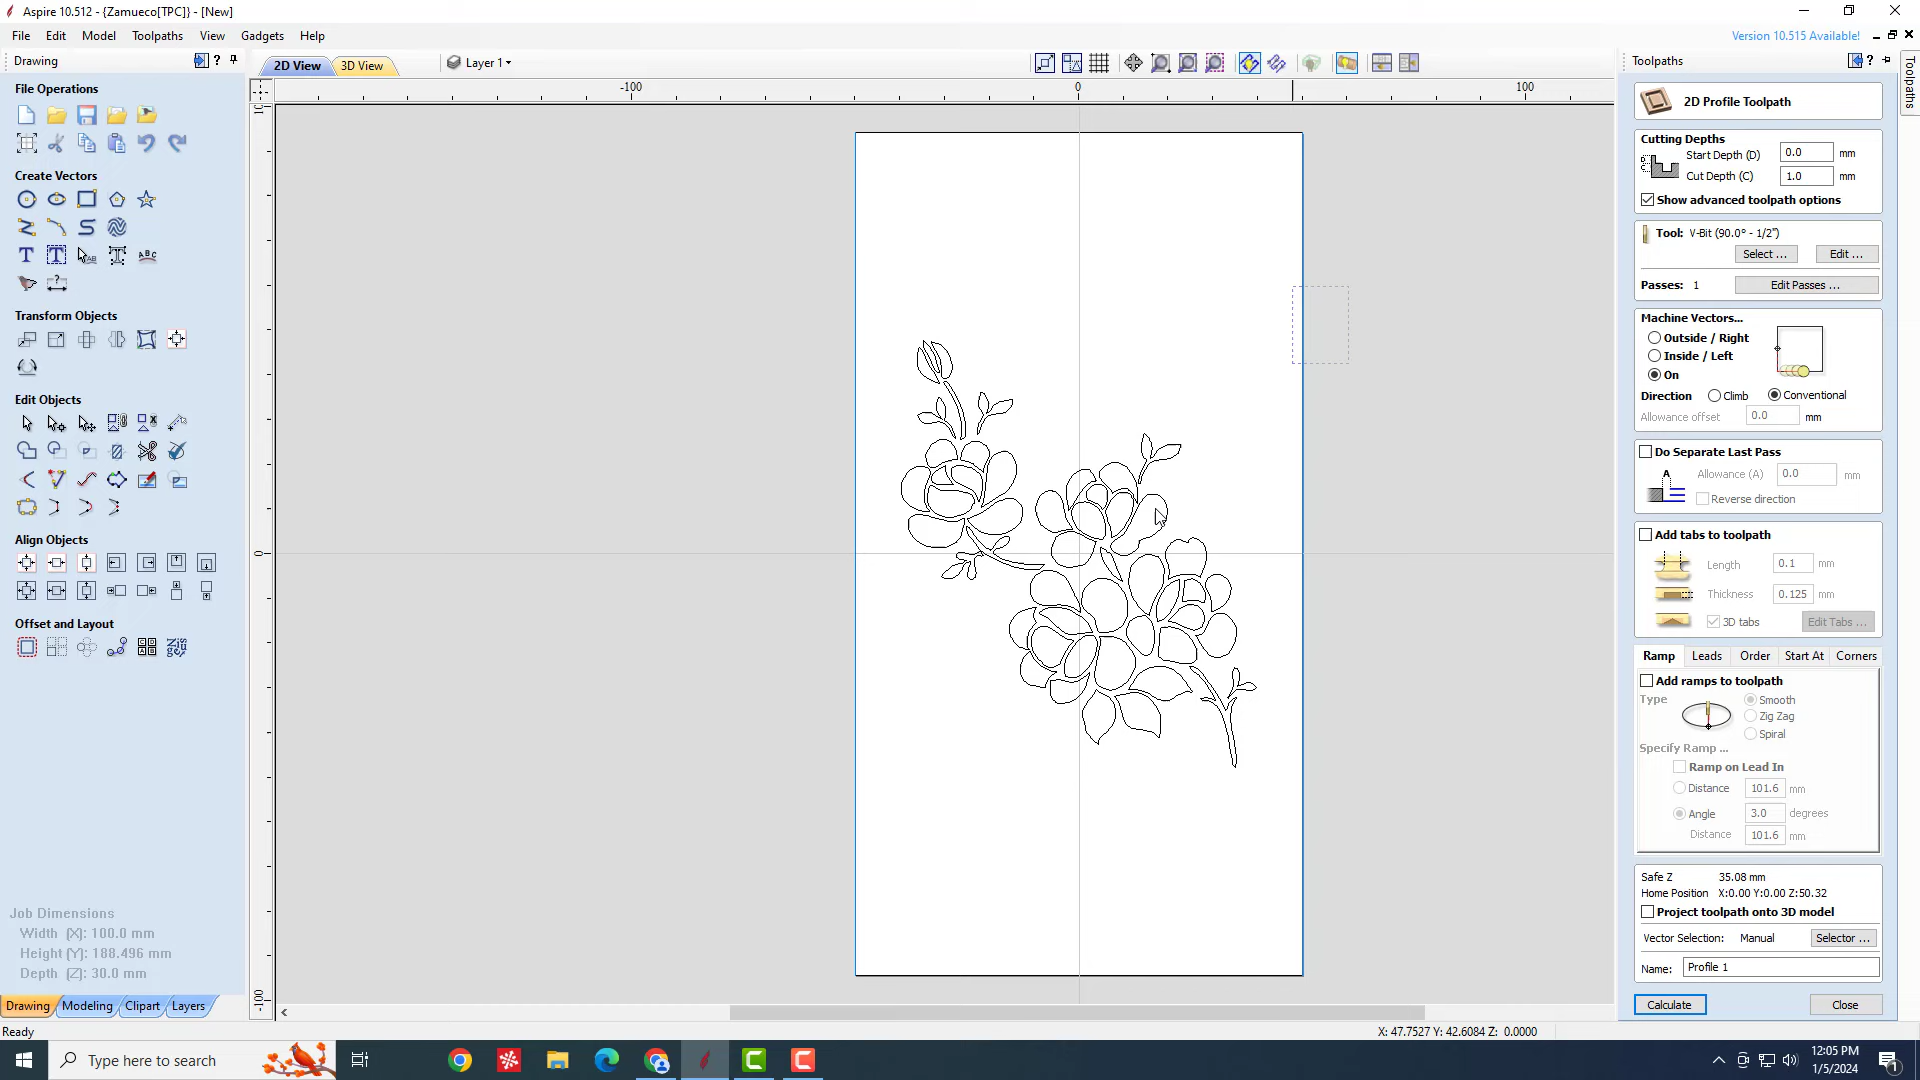 Aspire 10.512 - {Zamueco[TPC]} - [New]
File Edit Model Toolpaths View Gadgets Help
Version 10.515 Available!
Drawing
File Operations
Create Vectors
Transform Objects
Edit Objects
Align Objects
Offset and Layout
Job Dimensions
Width (X): 100.0 mm
Height (Y): 188.496 mm
Depth (Z): 30.0 mm
Drawing Modeling Clipart Layers
Ready
2D View 3D View Layer 1
-100 0 100
0
-100
Toolpaths
Toolpaths
2D Profile Toolpath
Cutting Depths
Start Depth (D) 0.0 mm
Cut Depth (C) 1.0 mm
Show advanced toolpath options
Tool: V-Bit (90.0° - 1/2")
Select ... Edit ...
Passes: 1 Edit Passes ...
Machine Vectors...
Outside / Right
Inside / Left
On
Direction Climb Conventional
Allowance offset 0.0 mm
Do Separate Last Pass
A Allowance (A) 0.0 mm
Reverse direction
Add tabs to toolpath
Length 0.1 mm
Thickness 0.125 mm
3D tabs Edit Tabs ...
Ramp Leads Order Start At Corners
Add ramps to toolpath
Type Smooth
Zig Zag
Spiral
Specify Ramp ...
Ramp on Lead In
Distance 101.6 mm
Angle 3.0 degrees
Distance 101.6 mm
Safe Z 35.08 mm
Home Position X:0.00 Y:0.00 Z:50.32
Project toolpath onto 3D model
Vector Selection: Manual Selector ...
Name: Profile 1
Calculate Close
X: 47.7527 Y: 42.6084 Z: 0.0000
Type here to search
12:05 PM
1/5/2024
1